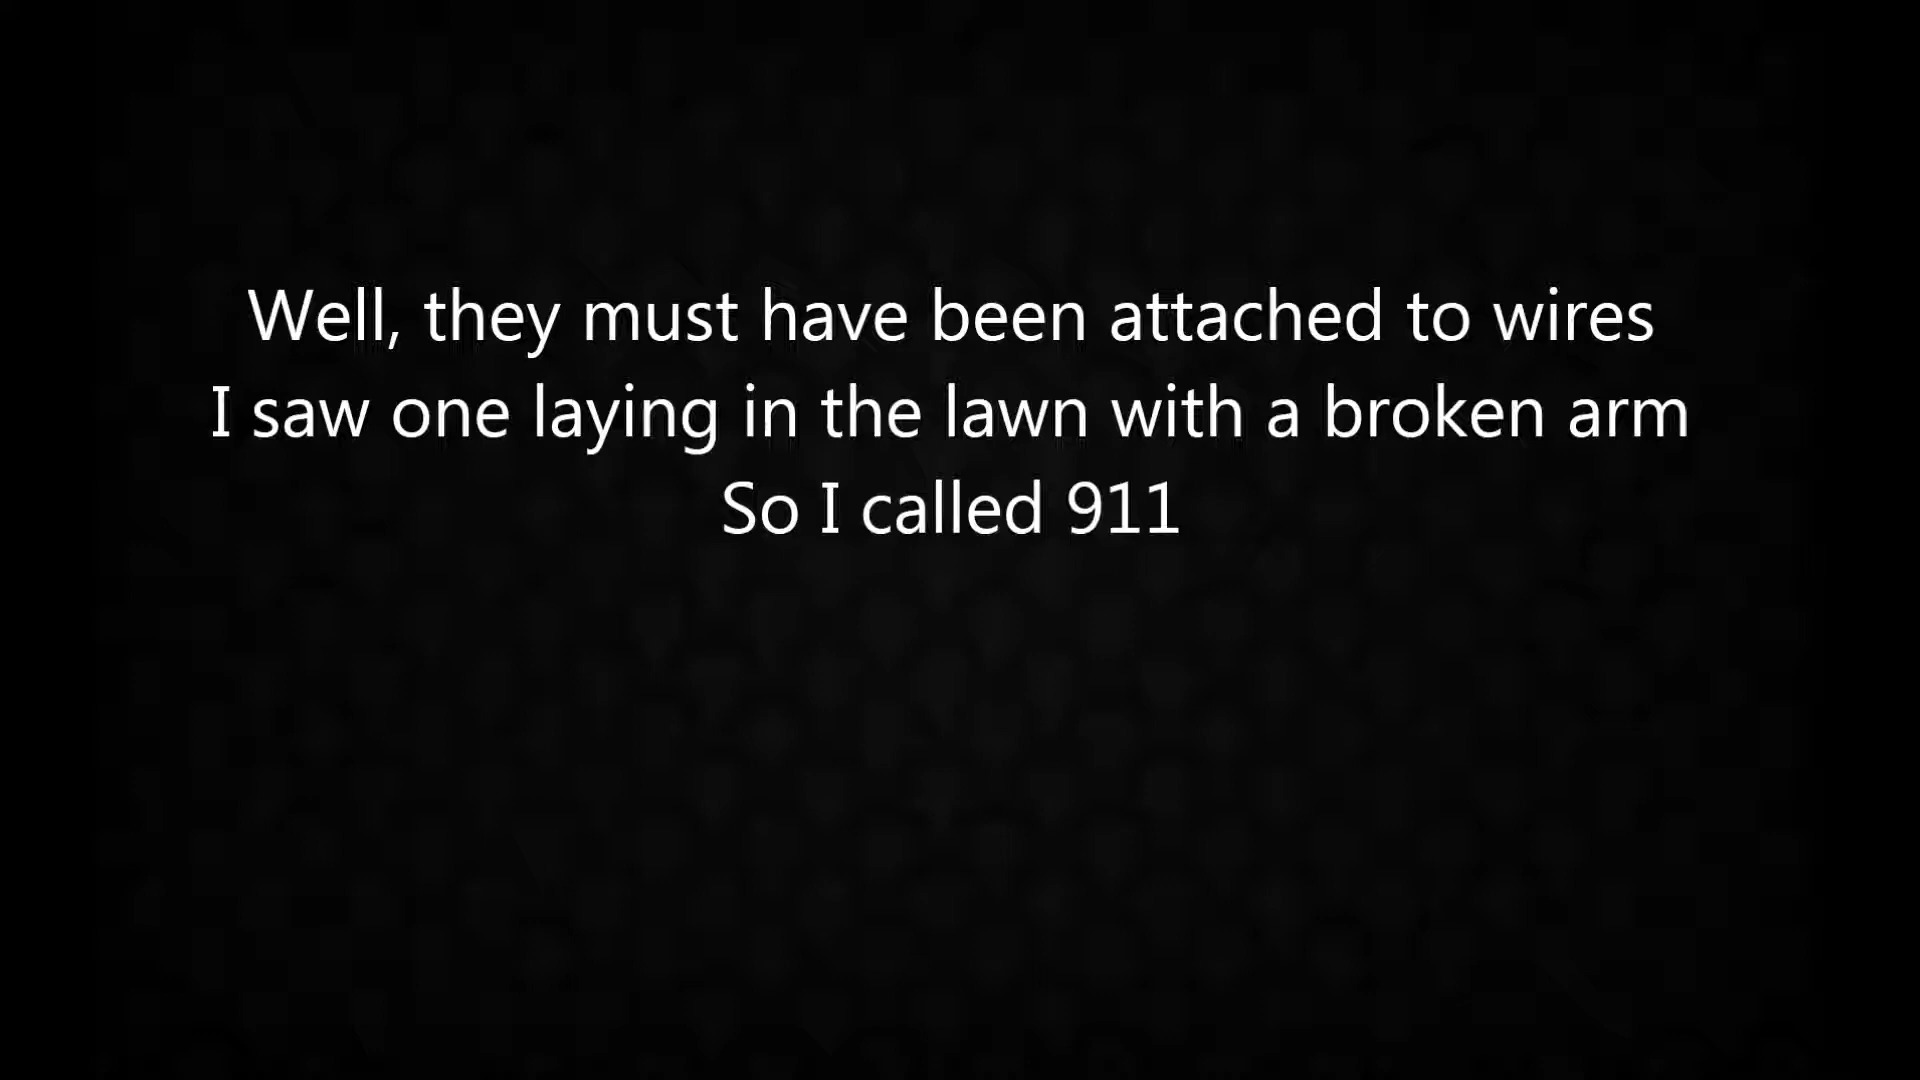 Well, they must have been attached to wires
I saw one laying in the lawn with a broken arm
So I called 911